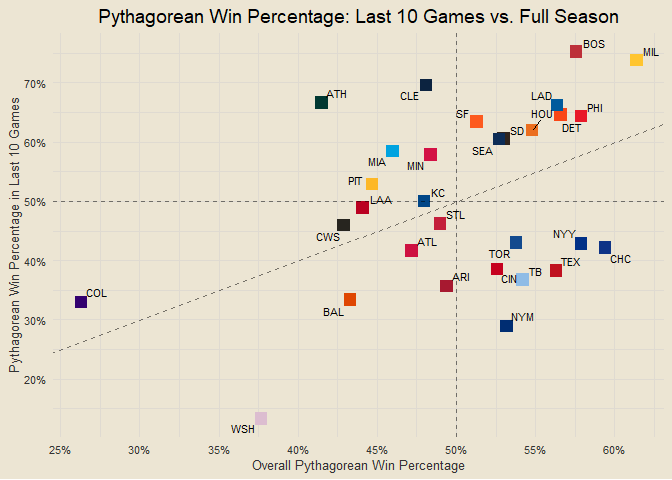 Pythagorean Win Percentage: Last 10 Games vs. Full Season
BOS
MIL
70%
ATH
CLE
LAD
PHI
SF
HOU
60%
SD
DET
SEA
MIA
MIN
PIT
50%
KC
LAA
STL
CWS
NYY
40%
ATL
TOR
CHC
TEX
CIN
TB
ARI
COL
30%
BAL
NYM
20%
WSH
25%
30%
35%
40%
45%
50%
55%
60%
Overall Pythagorean Win Percentage
Pythagorean Win Percentage in Last 10 Games